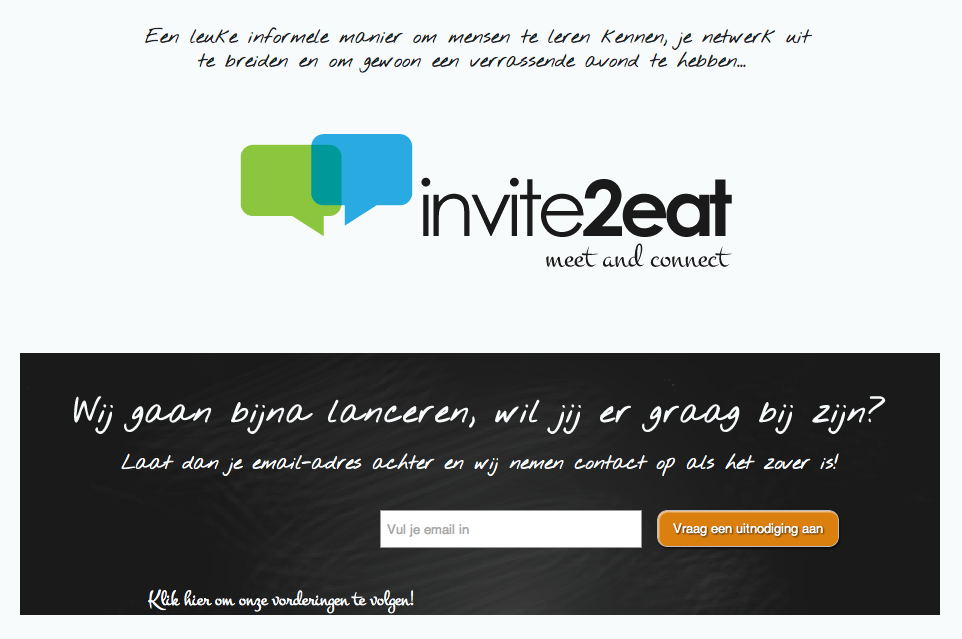 Een leuke informele manier om mensen te leren kennen, je netwerk uit
te breiden en om gewoon een verrassende avond te hebben...
invite2eat
meet and connect
Wij gaan bijna lanceren, wil jij er graag bij zijn?
Laat dan je email-adres achter en wij nemen contact op als het zover is!
Vul je email in
Vraag een uitnodiging aan
Klik hier om onze vorderingen te volgen!